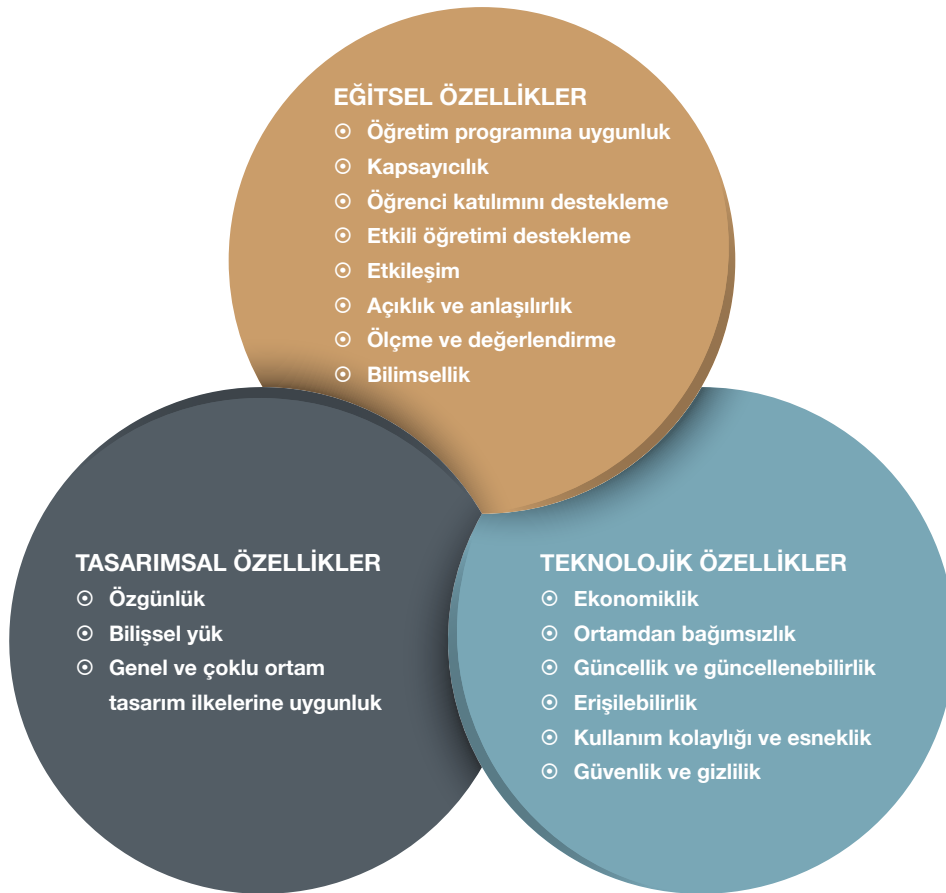 EĞİTSEL ÖZELLİKLER
Öğretim programına uygunluk
Kapsayıcılık
Öğrenci katılımını destekleme
Etkili öğretimi destekleme
Etkileşim
Açıklık ve anlaşılırlık
Ölçme ve değerlendirme
Bilimsellik
TASARIMSAL ÖZELLİKLER
Özgünlük
Bilişsel yük
Genel ve çoklu ortam
tasarım ilkelerine uygunluk
TEKNOLOJİK ÖZELLİKLER
Ekonomiklik
Ortamdan bağımsızlık
Güncellik ve güncellenebilirlik
Erişilebilirlik
Kullanım kolaylığı ve esneklik
Güvenlik ve gizlilik